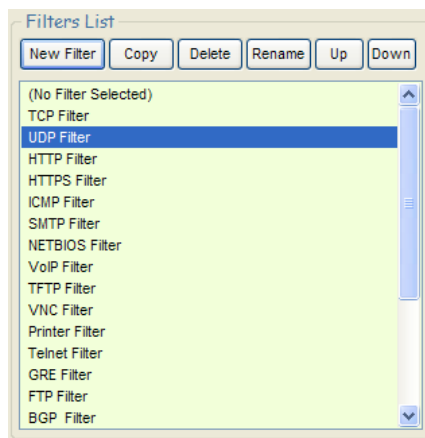 Filters List
New Filter Copy Delete Rename Up Down
(No Filter Selected)
TCP Filter
UDP Filter
HTTP Filter
HTTPS Filter
ICMP Filter
SMTP Filter
NETBIOS Filter
VoIP Filter
TFTP Filter
VNC Filter
Printer Filter
Telnet Filter
GRE Filter
FTP Filter
BGP Filter